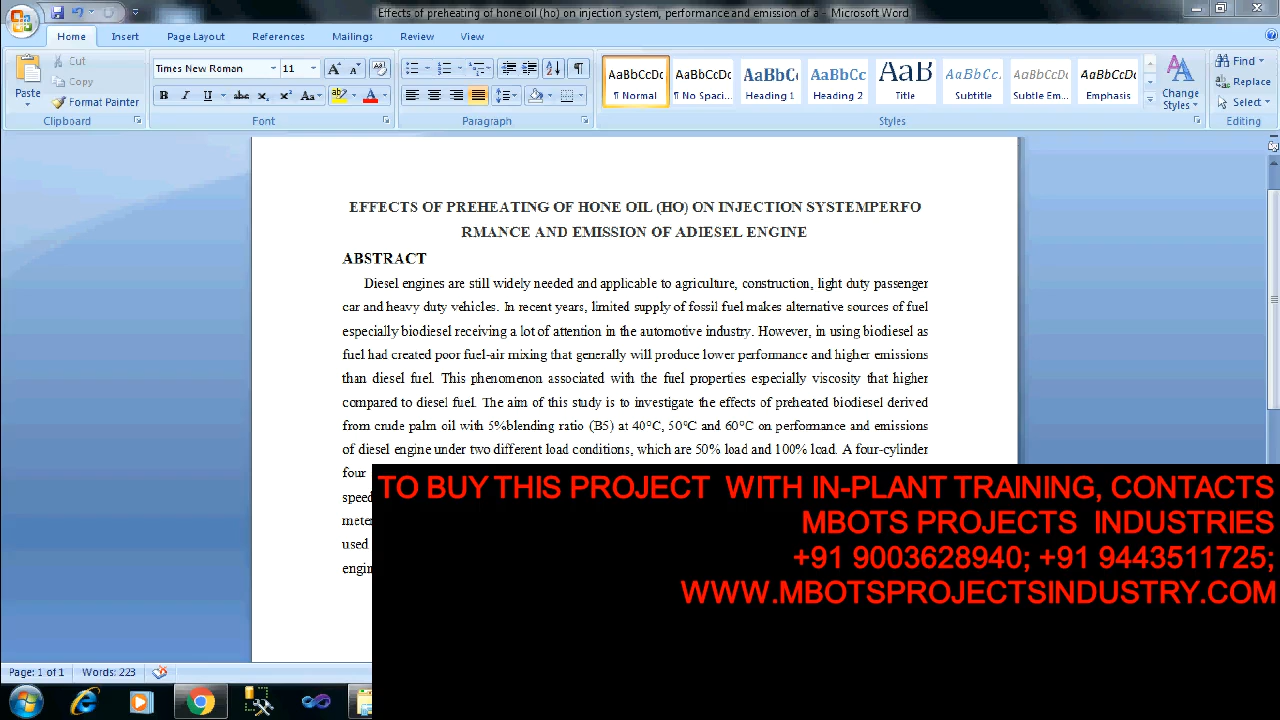 Effects of preheating of hone oil (ho) on injection system, performance and emission of a - Microsoft Word
Home Insert Page Layout References Mailings Review View
Paste
Cut
Copy
Format Painter
Clipboard
Times New Roman 11
Font
Paragraph
AaBbCcDc AaBbCcDc AaBbC AaBbCc AaB AaBbCc. AaBbCcDc AaBbCcDc
¶ Normal ¶ No Spaci... Heading 1 Heading 2 Title Subtitle Subtle Em... Emphasis
Change
Styles
Styles
Find
Replace
Select
Editing
EFFECTS OF PREHEATING OF HONE OIL (HO) ON INJECTION SYSTEMPERFO
RMANCE AND EMISSION OF ADIESEL ENGINE
ABSTRACT
Diesel engines are still widely needed and applicable to agriculture, construction, light duty passenger
car and heavy duty vehicles. In recent years, limited supply of fossil fuel makes alternative sources of fuel
especially biodiesel receiving a lot of attention in the automotive industry. However, in using biodiesel as
fuel had created poor fuel-air mixing that generally will produce lower performance and higher emissions
than diesel fuel. This phenomenon associated with the fuel properties especially viscosity that higher
compared to diesel fuel. The aim of this study is to investigate the effects of preheated biodiesel derived
from crude palm oil with 5%blending ratio (B5) at 40°C, 50°C and 60°C on performance and emissions
of diesel engine under two different load conditions, which are 50% load and 100% load. A four-cylinder
four
speed
used
TO BUY THIS PROJECT WITH IN-PLANT TRAINING, CONTACTS
MBOTS PROJECTS INDUSTRIES
+91 9003628940; +91 9443511725;
WWW.MBOTSPROJECTSINDUSTRY.COM
Page: 1 of 1 Words: 223